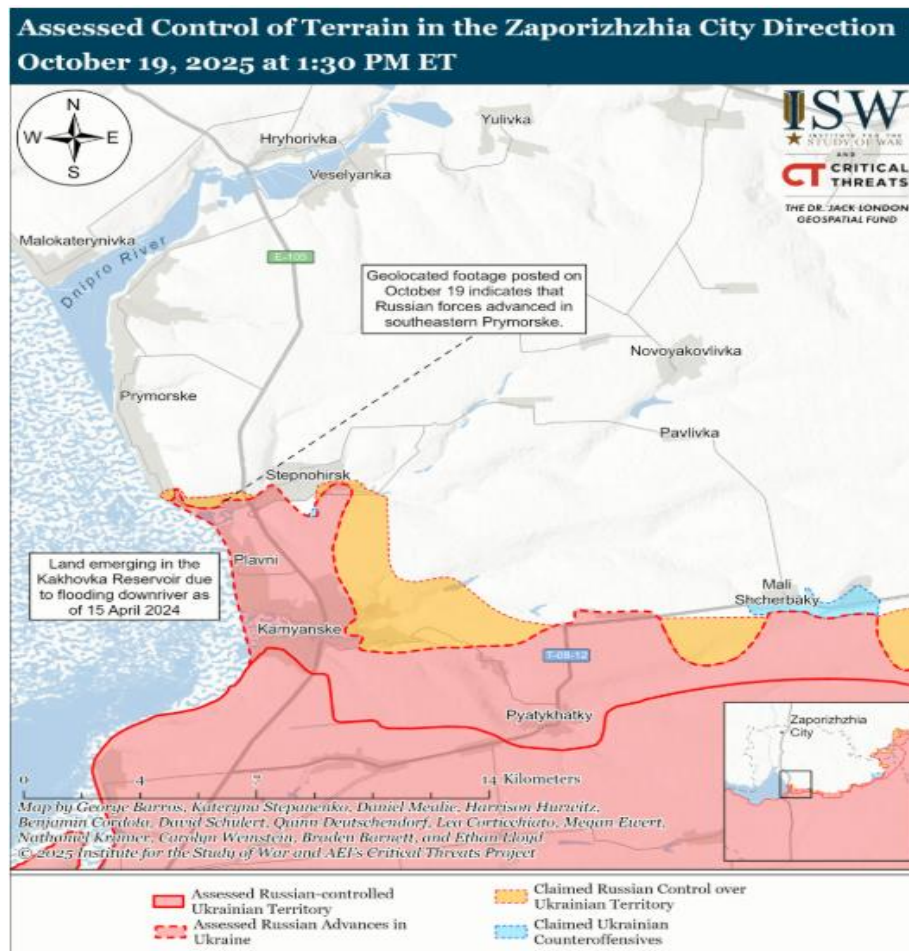 Assessed Control of Terrain in the Zaporizhzhia City Direction
October 19, 2025 at 1:30 PM ET
N
W
E
S
ISW
INSTITUTE FOR THE
STUDY OF WAR
AND
CT CRITICAL
THREATS
THE DR. JACK LONDON
GEOSPATIAL FUND
Yulivka
Hryhorivka
Veselyanka
Malokaterynivka
Dnipro River
E-105
Geolocated footage posted on
October 19 indicates that
Russian forces advanced in
southeastern Prymorske.
Novoyakovlivka
Prymorske
Pavlivka
Stepnohirsk
Land emerging in the
Kakhovka Reservoir due
to flooding downriver as
of 15 April 2024
Plavni
Mali
Shcherbaky
Kamyanske
T-08-12
Pyatykhatky
Zaporizhzhia
City
0 4 7 14 Kilometers
Map by George Barros, Kateryna Stepanenko, Daniel Mealie, Harrison Hurwitz,
Benjamin Cordola, David Schulert, Quinn Deutschendorf, Lea Corticchiato, Megan Ewert,
Nathaniel Kramer, Carolyn Weinstein, Braden Barnett, and Ethan Lloyd
© 2025 Institute for the Study of War and AEI's Critical Threats Project
Assessed Russian-controlled
Ukrainian Territory
Assessed Russian Advances in
Ukraine
Claimed Russian Control over
Ukrainian Territory
Claimed Ukrainian
Counteroffensives